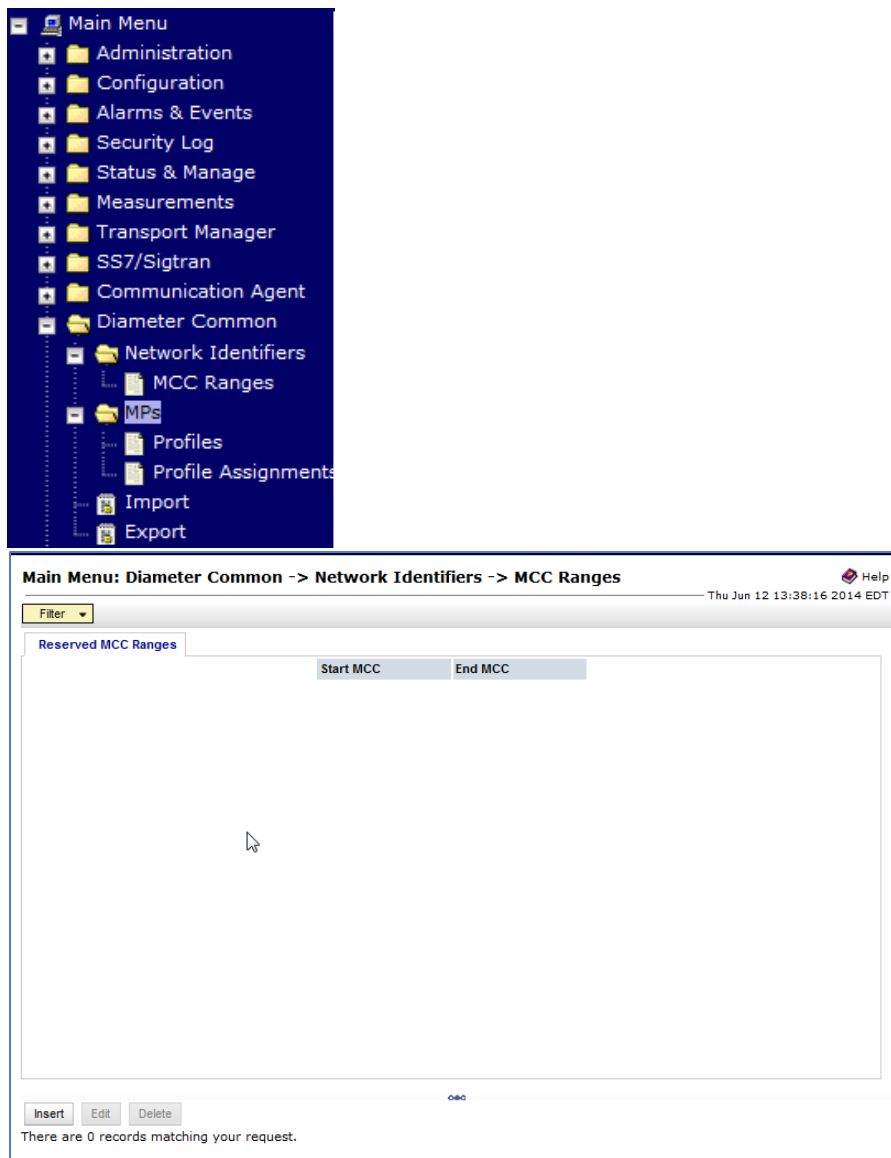 Main Menu
Administration
Configuration
Alarms & Events
Security Log
Status & Manage
Measurements
Transport Manager
SS7/Sigtran
Communication Agent
Diameter Common
Network Identifiers
MCC Ranges
MPs
Profiles
Profile Assignments
Import
Export
Main Menu: Diameter Common -> Network Identifiers -> MCC Ranges
Help
Thu Jun 12 13:38:16 2014 EDT
Filter
Reserved MCC Ranges
Start MCC End MCC
Insert Edit Delete
There are 0 records matching your request.